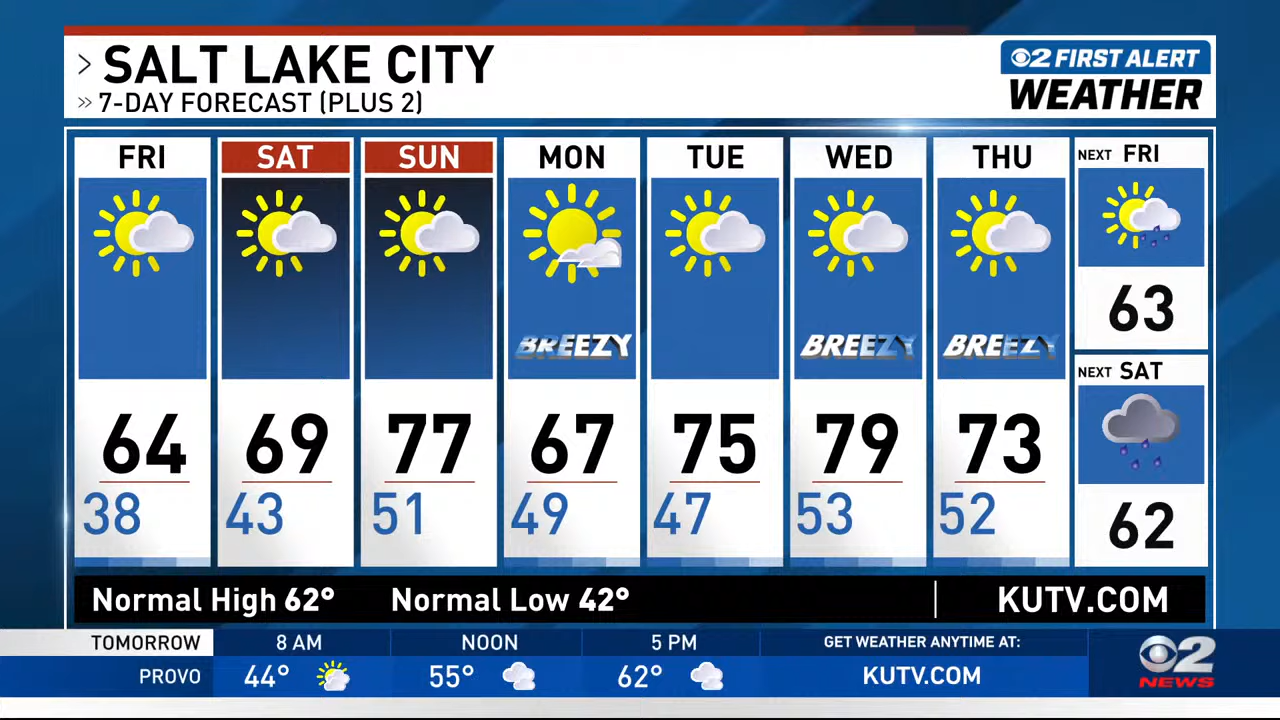 > SALT LAKE CITY
» 7-DAY FORECAST (PLUS 2)
2 FIRST ALERT
WEATHER
FRI SAT SUN MON TUE WED THU
BREEZY BREEZY BREEZY
64 69 77 67 75 79 73
38 43 51 49 47 53 52
NEXT FRI
63
NEXT SAT
62
Normal High 62° Normal Low 42° KUTV.COM
TOMORROW 8 AM NOON 5 PM GET WEATHER ANYTIME AT:
PROVO 44° 55° 62° KUTV.COM
2
NEWS